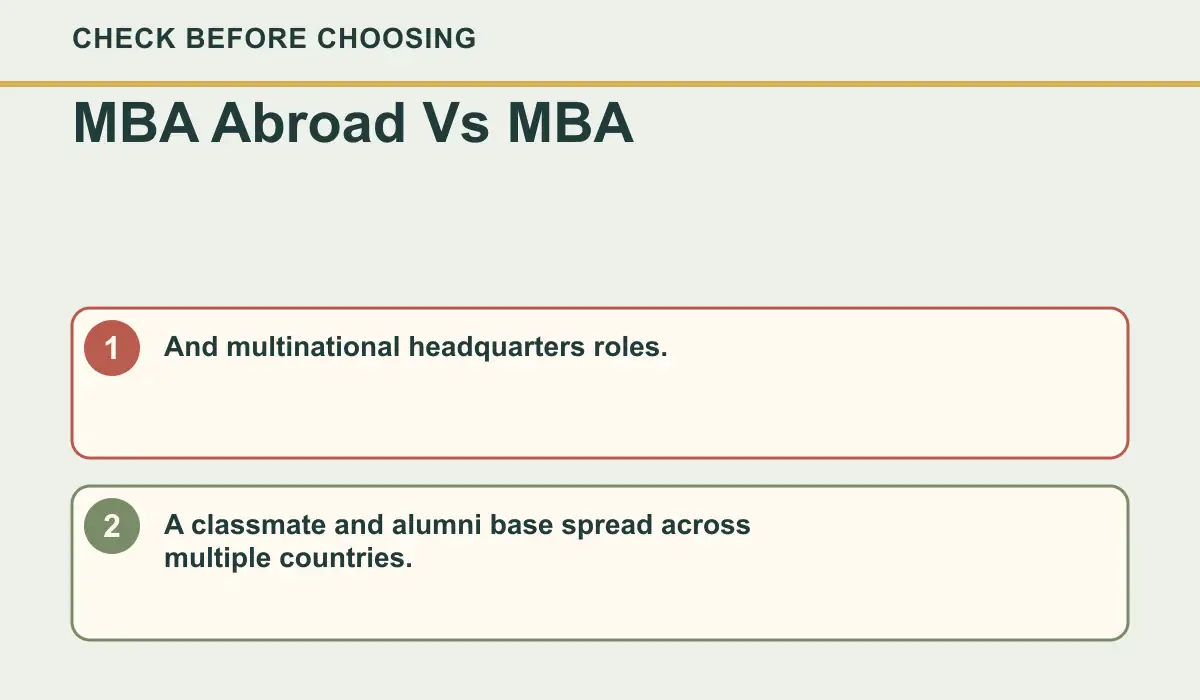 CHECK BEFORE CHOOSING
MBA Abroad Vs MBA
1
And multinational headquarters roles.
2
A classmate and alumni base spread across
multiple countries.